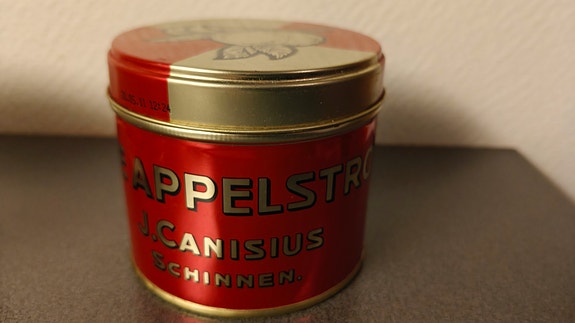 E APPELSTRO
J. CANISIUS
SCHINNEN.